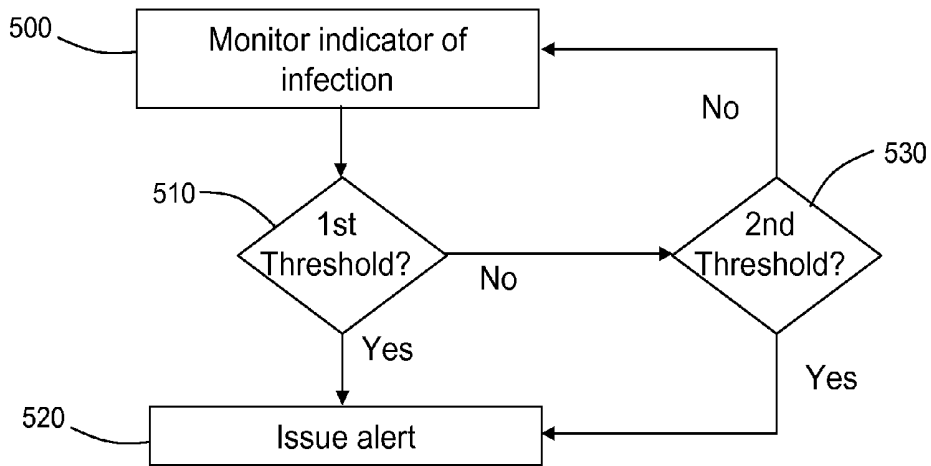 500
Monitor indicator of
infection
No
530
510
1st
Threshold?
2nd
Threshold?
No
Yes
Yes
520
Issue alert